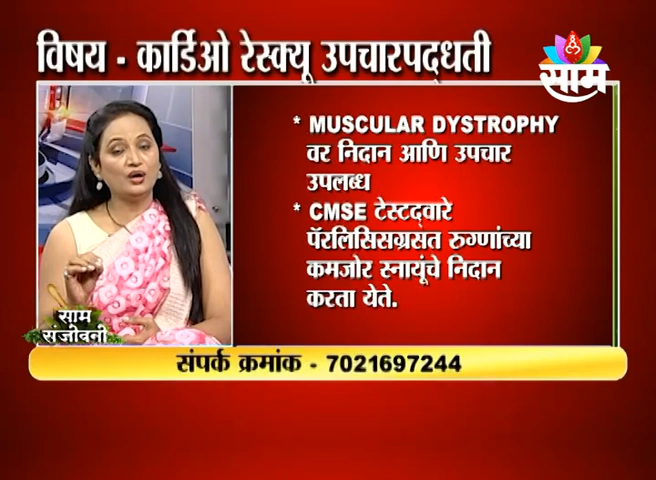 विषय - कार्डिओ रेस्क्यू उपचारपद्धती
साम
* MUSCULAR DYSTROPHY
वर निदान आणि उपचार
उपलब्ध
* CMSE टेस्टद्वारे
पॅरलिसिसग्रसत रुग्णांच्या
कमजोर स्नायूंचे निदान
करता येते.
साम
संजीवनी
संपर्क क्रमांक - 7021697244